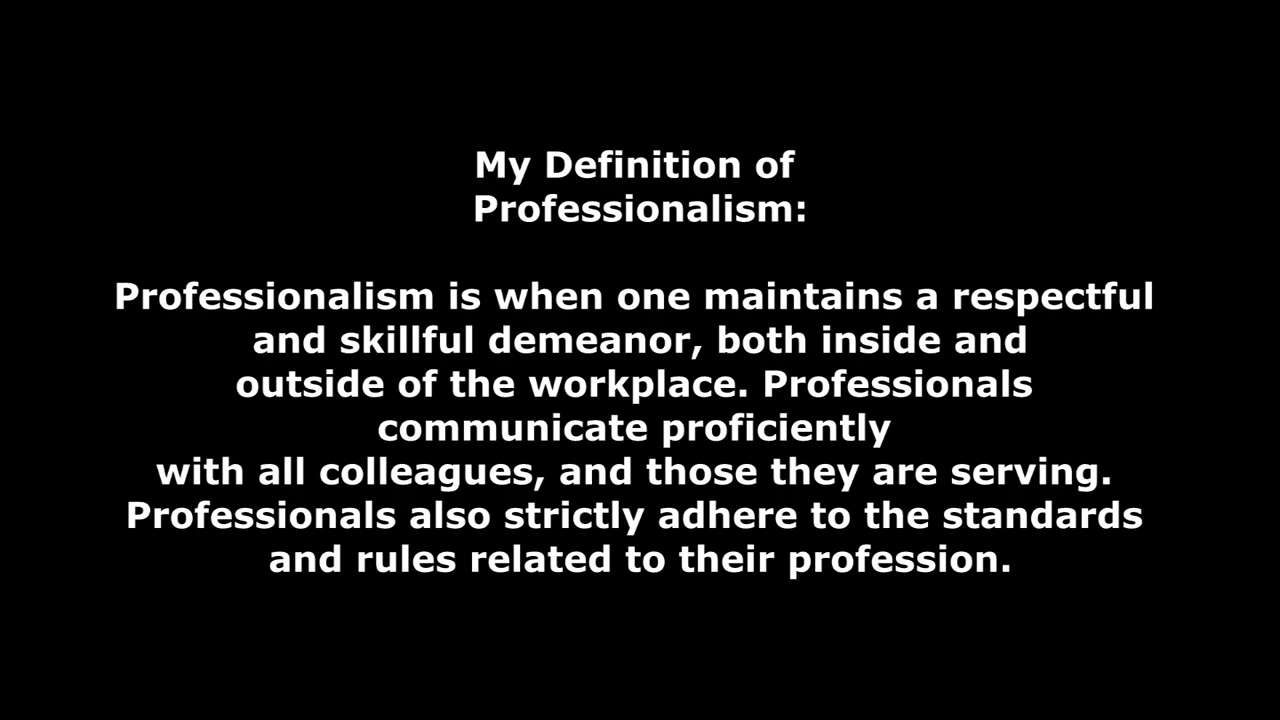 My Definition of
Professionalism:
Professionalism is when one maintains a respectful
and skillful demeanor, both inside and
outside of the workplace. Professionals
communicate proficiently
with all colleagues, and those they are serving.
Professionals also strictly adhere to the standards
and rules related to their profession.